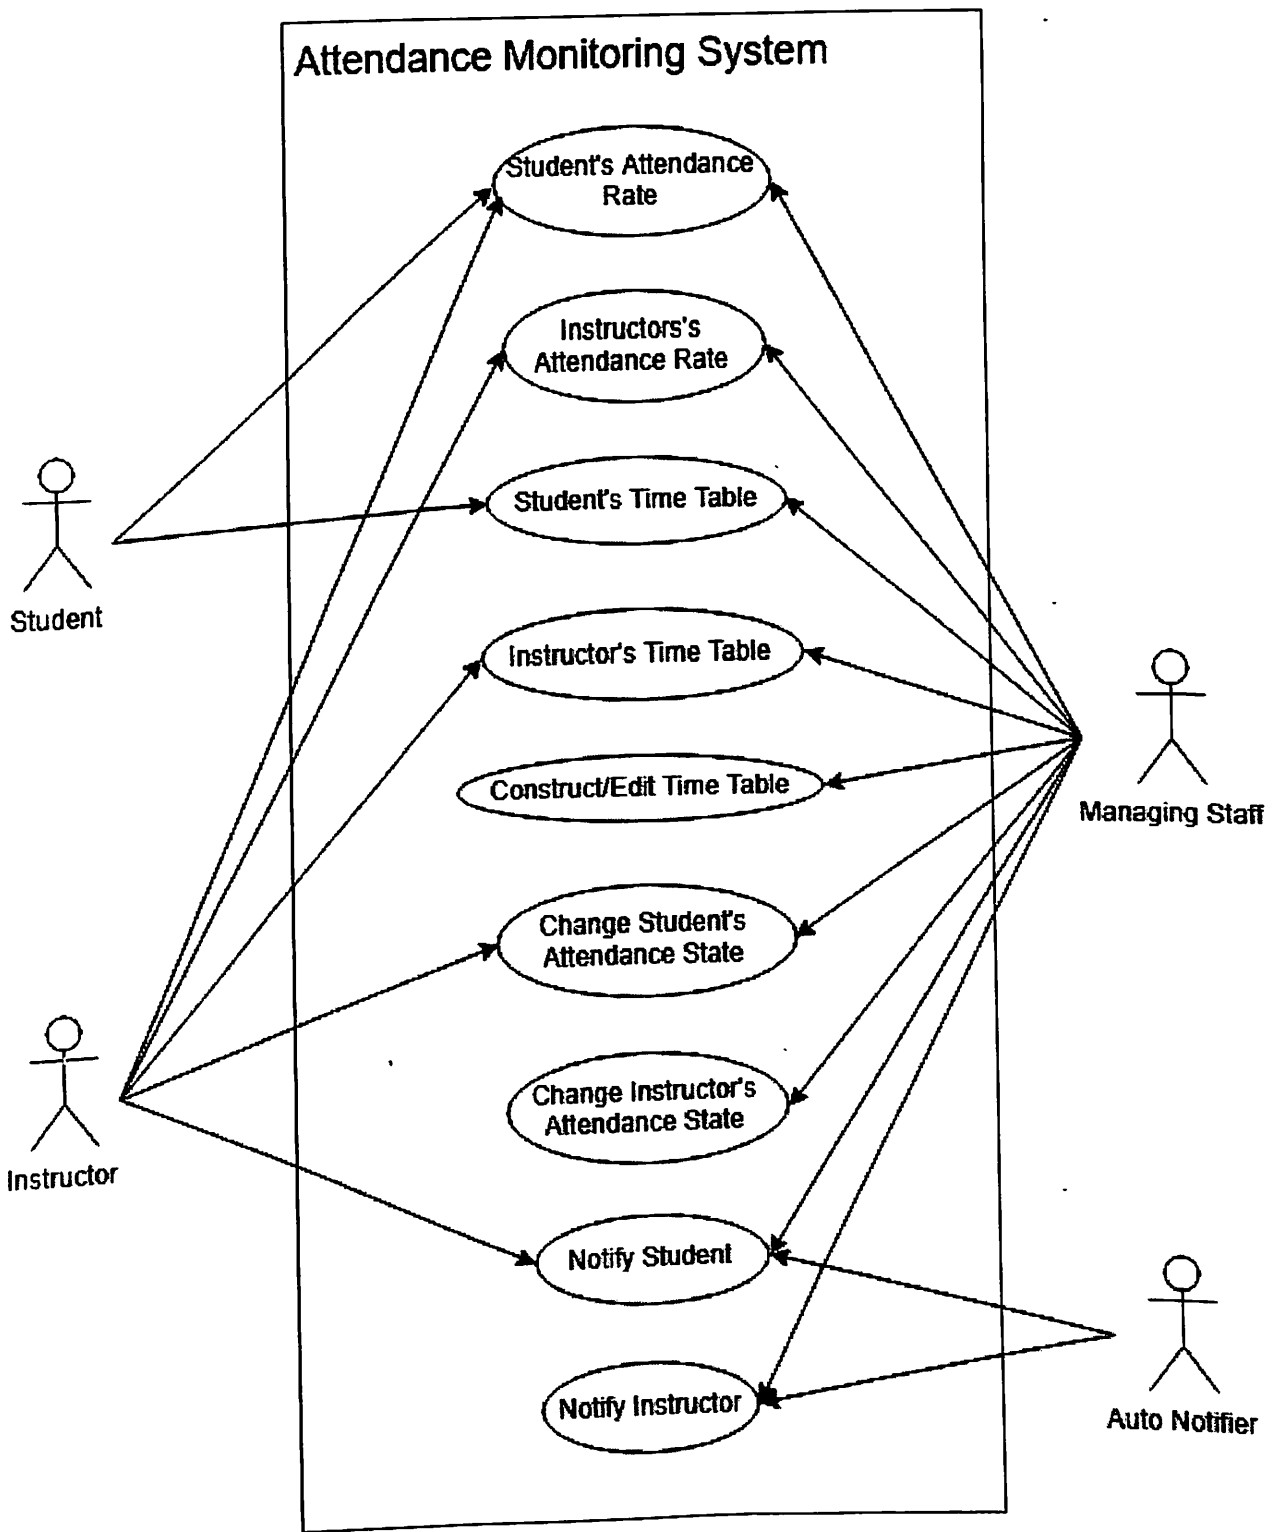 Attendance Monitoring System
Student's Attendance
Rate
Instructors's
Attendance Rate
Student's Time Table
Student
Instructor's Time Table
Construct/Edit Time Table
Managing Staff
Change Student's
Attendance State
Change Instructor's
Attendance State
Instructor
Notify Student
Notify Instructor
Auto Notifier